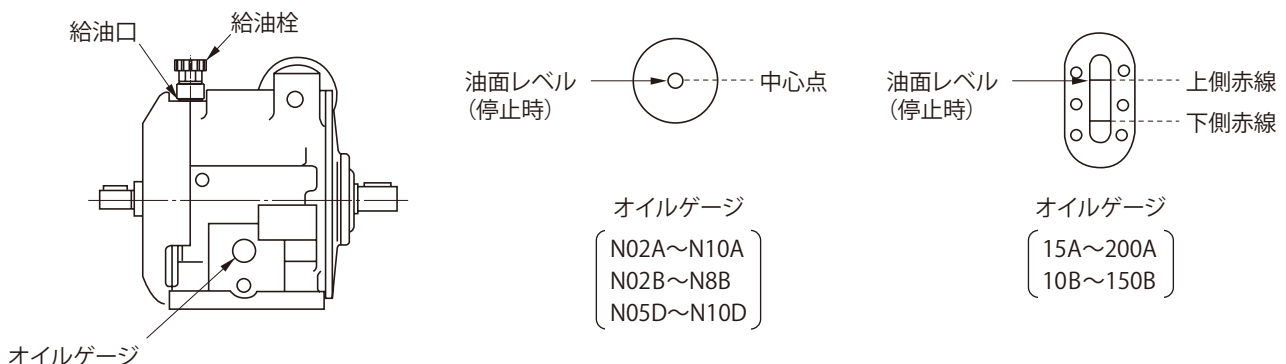 給油口
給油栓
オイルゲージ
油面レベル
（停止時）
中心点
オイルゲージ
N02A～N10A
N02B～N8B
N05D～N10D
油面レベル
（停止時）
上側赤線
下側赤線
オイルゲージ
15A～200A
10B～150B